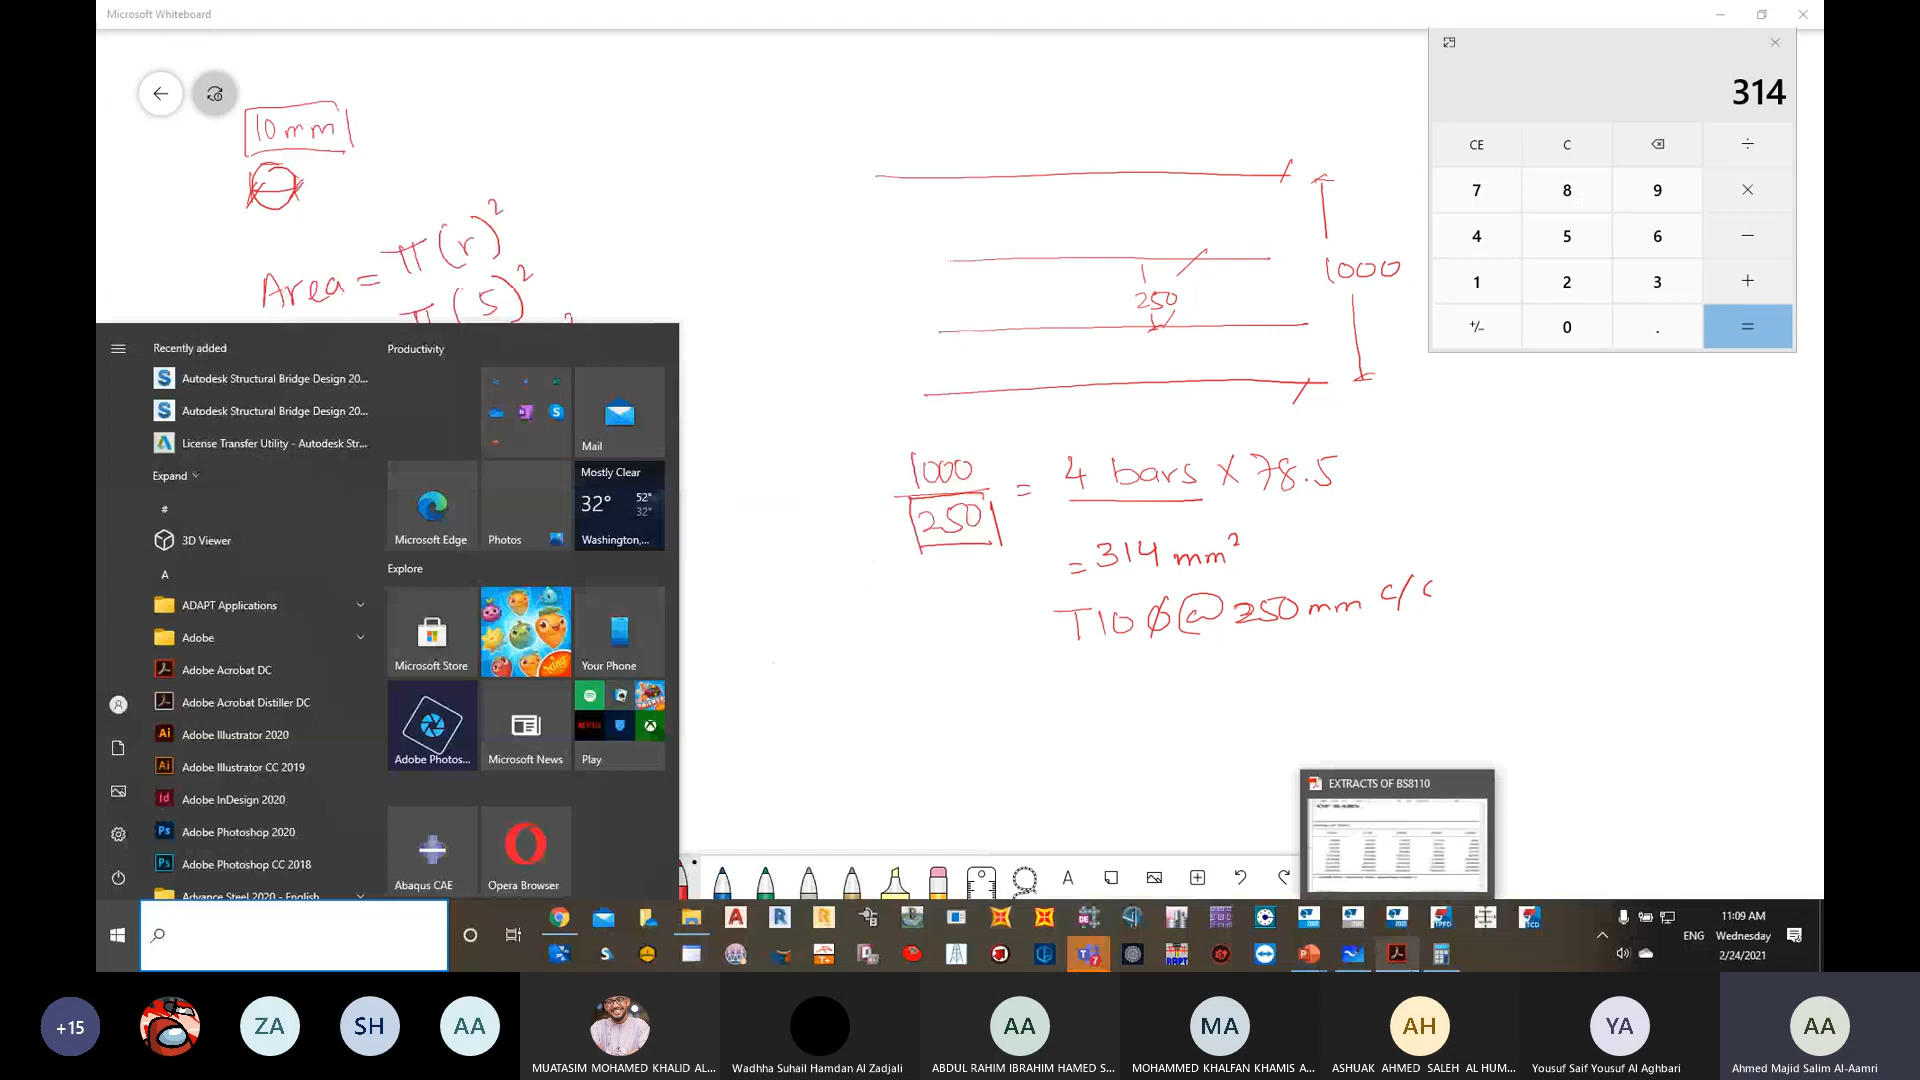 Microsoft Whiteboard
314
CE C ÷
7 8 9 ×
4 5 6 −
1 2 3 +
+/− 0 . =
10 mm
Area = π(r)²
π(5)²
1000
250
1000
250
= 4 bars × 78.5
= 314 mm²
T10 ϕ @ 250 mm c/c
Recently added
Autodesk Structural Bridge Design 20...
Autodesk Structural Bridge Design 20...
License Transfer Utility - Autodesk Str...
Expand
#
3D Viewer
A
ADAPT Applications
Adobe
Adobe Acrobat DC
Adobe Acrobat Distiller DC
Adobe Illustrator 2020
Adobe Illustrator CC 2019
Adobe InDesign 2020
Adobe Photoshop 2020
Adobe Photoshop CC 2018
Advance Steel 2020 - English
Productivity
Mail
Microsoft Edge
Photos
Mostly Clear
32° 52°
32°
Washington,...
Explore
Microsoft Store
Your Phone
Adobe Photos...
Microsoft News
Play
Abaqus CAE
Opera Browser
EXTRACTS OF BS8110
OF BARS
ENG
11:09 AM
Wednesday
2/24/2021
+15
ZA
SH
AA
AA
MA
AH
YA
AA
MUATASIM MOHAMED KHALID AL...
Wadhha Suhail Hamdan Al Zadjali
ABDUL RAHIM IBRAHIM HAMED S...
MOHAMMED KHALFAN KHAMIS A...
ASHUAK AHMED SALEH AL HUM...
Yousuf Saif Yousuf Al Aghbari
Ahmed Majid Salim Al-Aamri